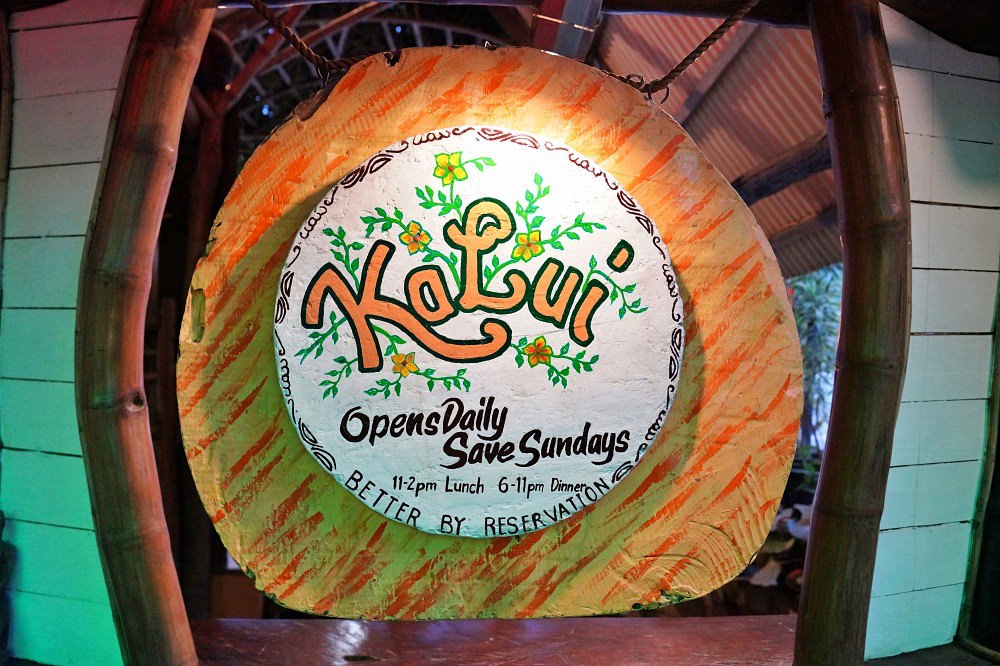 KaLui
Opens Daily
Save Sundays
11-2pm Lunch 6-11pm Dinner
BETTER BY RESERVATION